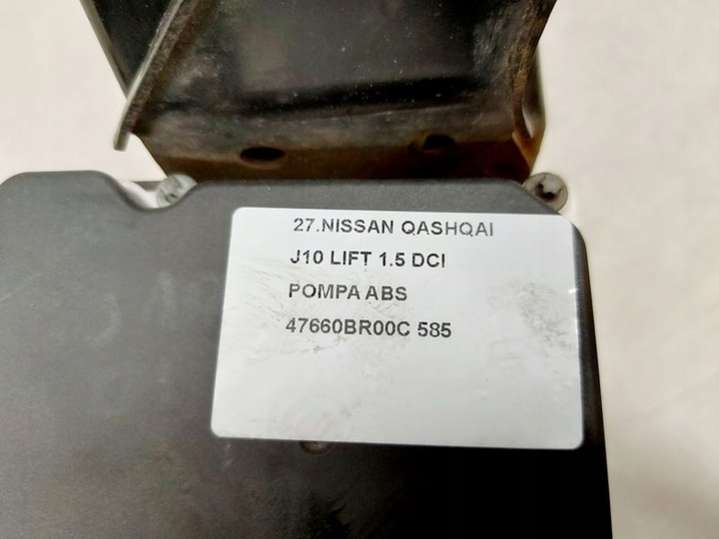 27.NISSAN QASHQAI
J10 LIFT 1.5 DCI
POMPA ABS
47660BR00C 585